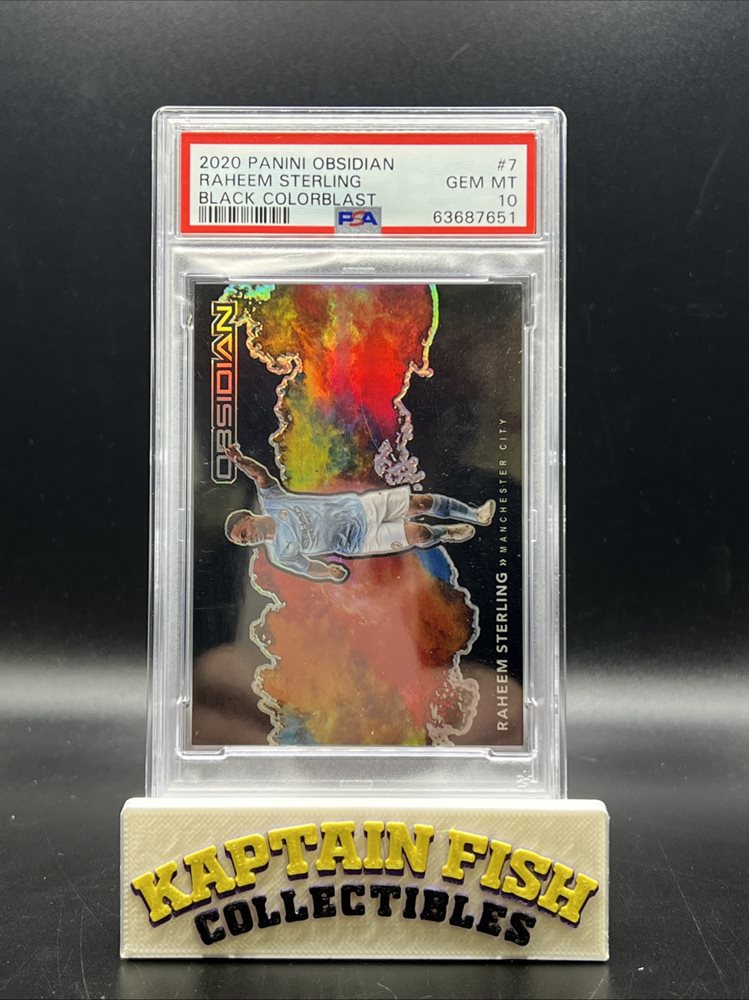 2020 PANINI OBSIDIAN #7
RAHEEM STERLING GEM MT
BLACK COLORBLAST 10
PSA 63687651
OBSIDIAN
RAHEEM STERLING » MANCHESTER CITY
KAPTAIN FISH
COLLECTIBLES